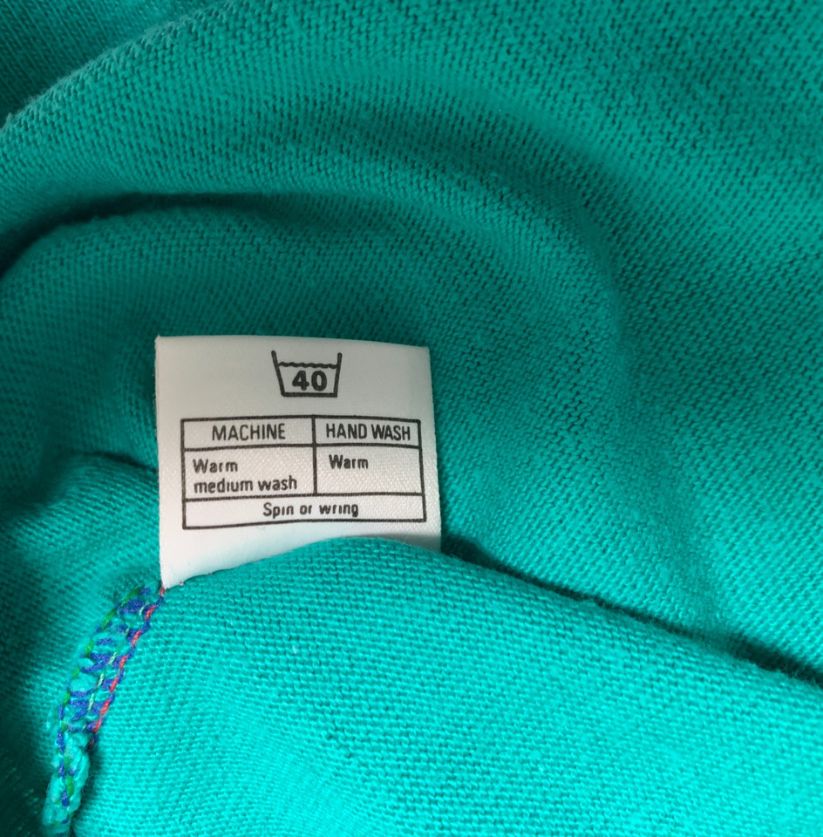 40
MACHINE HAND WASH
Warm Warm
medium wash
Spin or wring